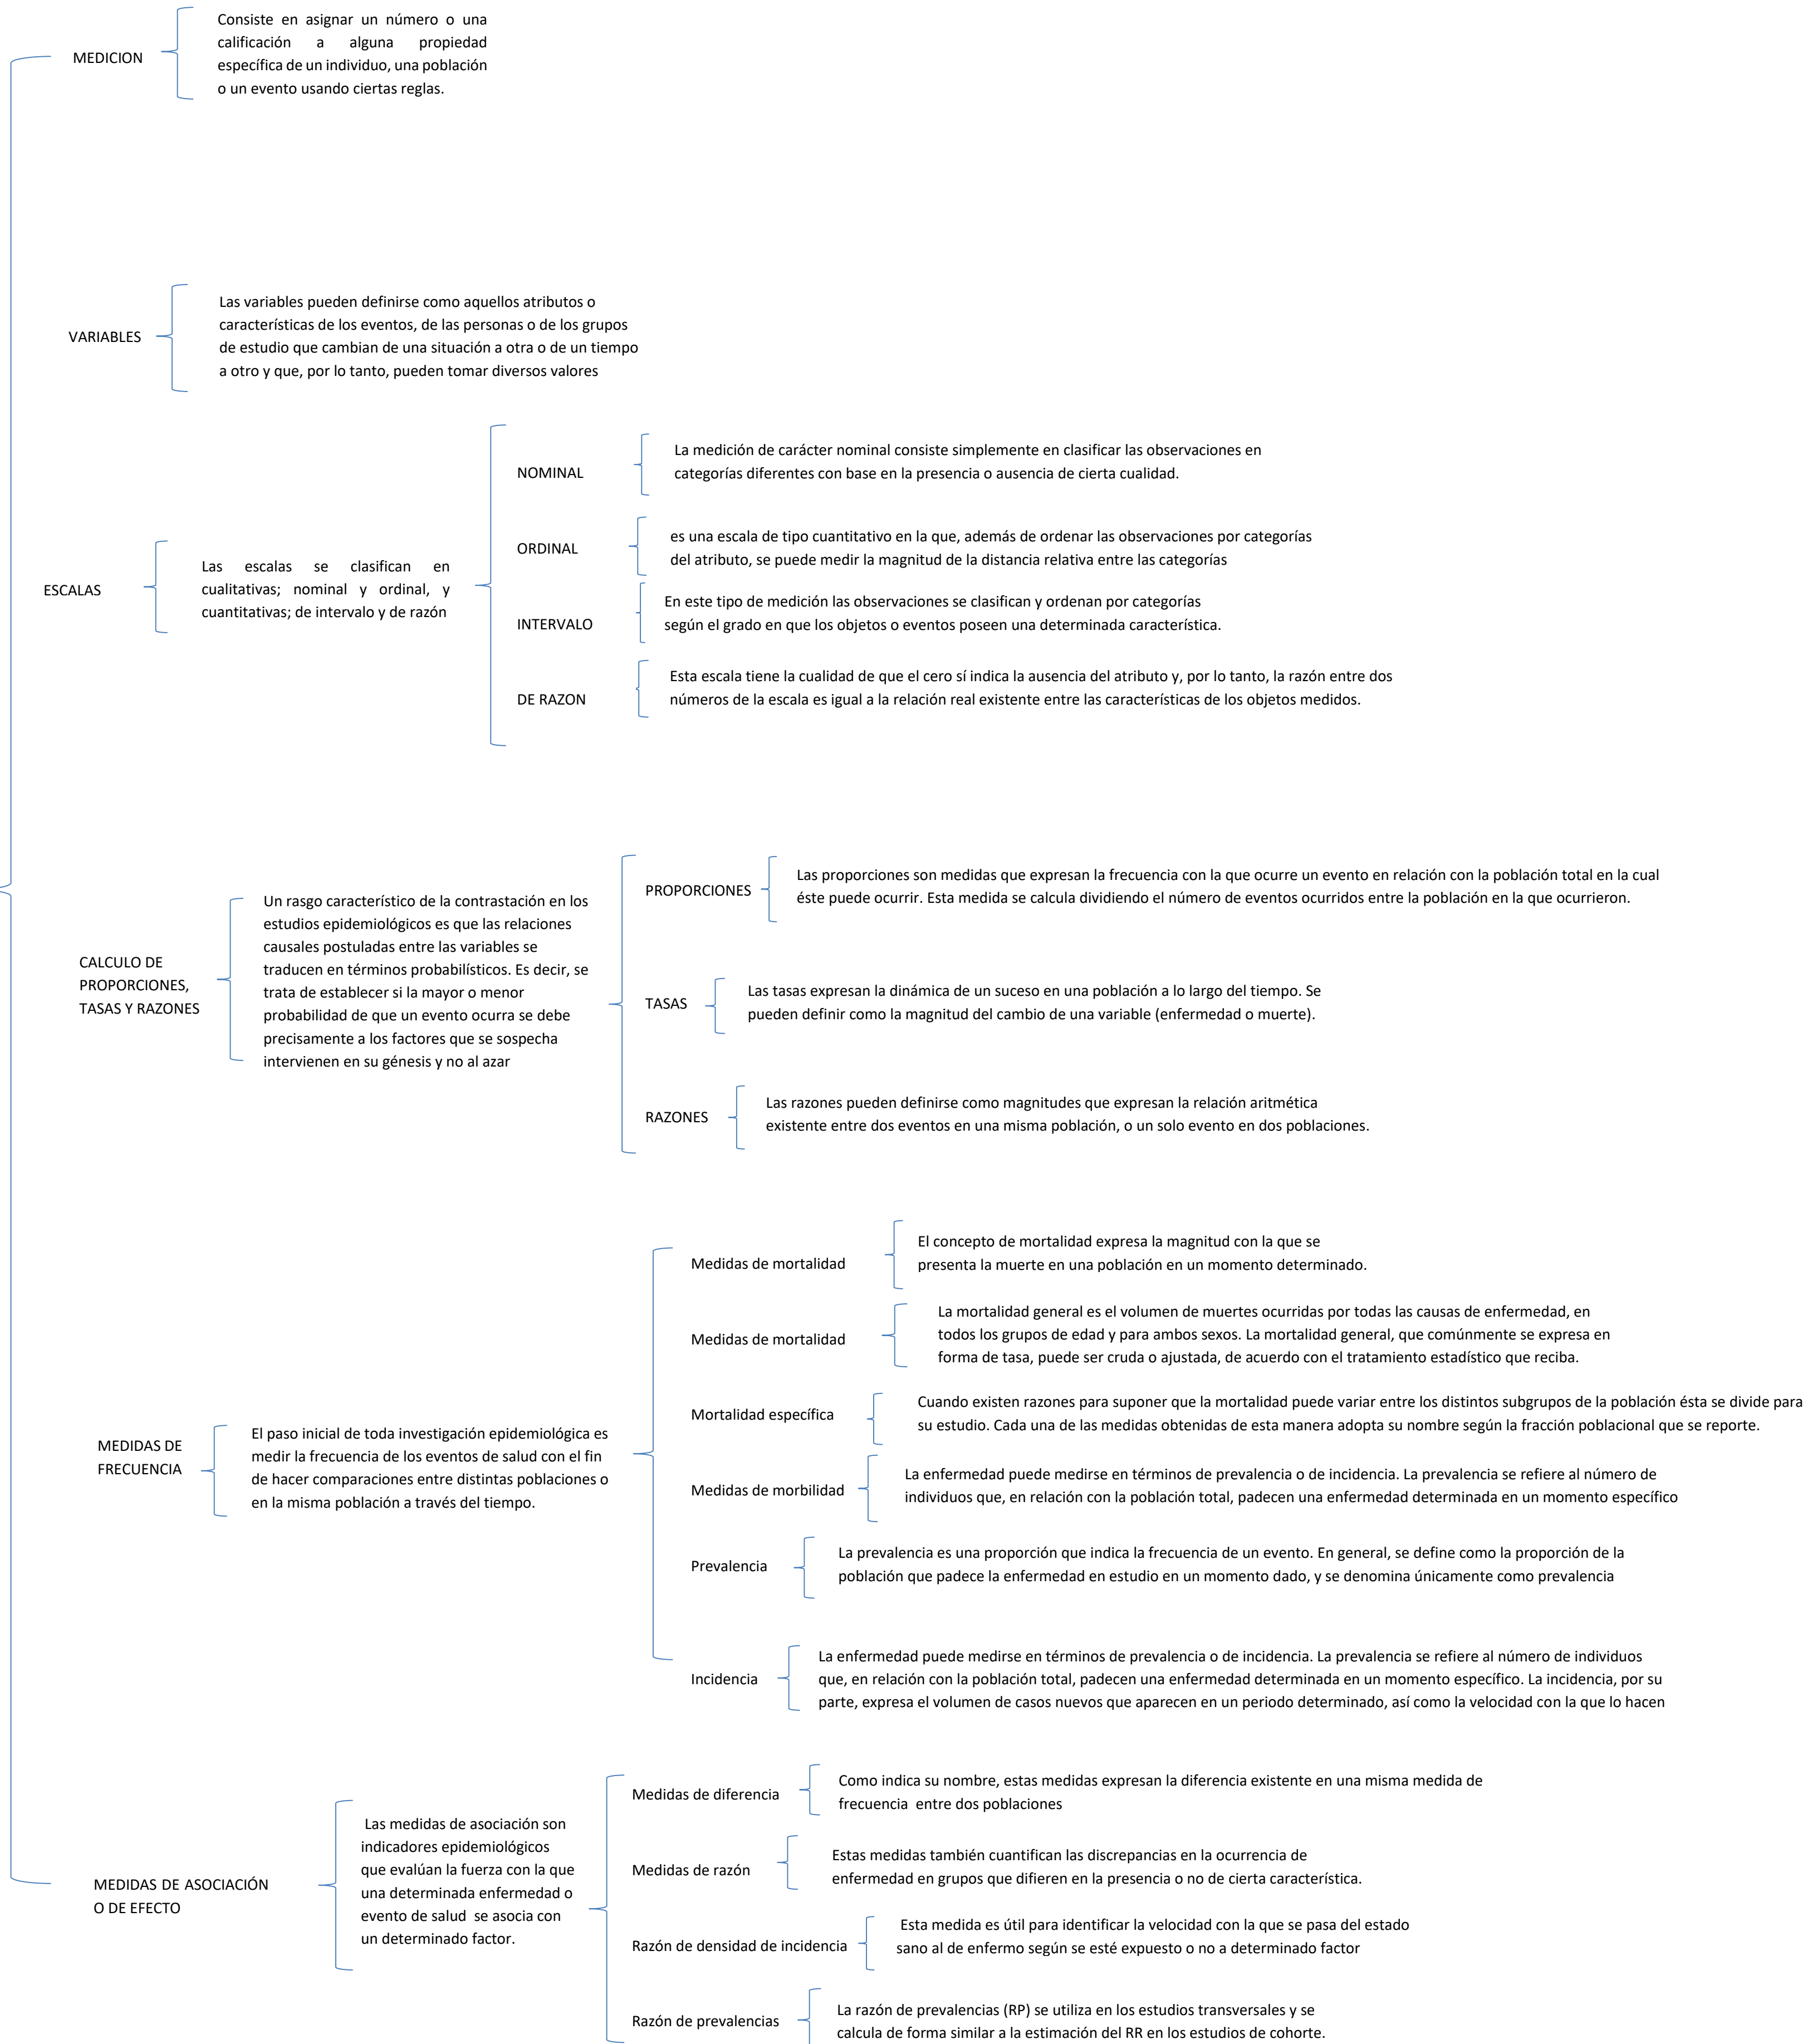 MEDICION
Consiste en asignar un número o una
calificación a alguna propiedad
específica de un individuo, una población
o un evento usando ciertas reglas.
VARIABLES
Las variables pueden definirse como aquellos atributos o
características de los eventos, de las personas o de los grupos
de estudio que cambian de una situación a otra o de un tiempo
a otro y que, por lo tanto, pueden tomar diversos valores
ESCALAS
Las escalas se clasifican en
cualitativas; nominal y ordinal, y
cuantitativas; de intervalo y de razón
NOMINAL
La medición de carácter nominal consiste simplemente en clasificar las observaciones en
categorías diferentes con base en la presencia o ausencia de cierta cualidad.
ORDINAL
es una escala de tipo cuantitativo en la que, además de ordenar las observaciones por categorías
del atributo, se puede medir la magnitud de la distancia relativa entre las categorías
INTERVALO
En este tipo de medición las observaciones se clasifican y ordenan por categorías
según el grado en que los objetos o eventos poseen una determinada característica.
DE RAZON
Esta escala tiene la cualidad de que el cero sí indica la ausencia del atributo y, por lo tanto, la razón entre dos
números de la escala es igual a la relación real existente entre las características de los objetos medidos.
CALCULO DE
PROPORCIONES,
TASAS Y RAZONES
Un rasgo característico de la contrastación en los
estudios epidemiológicos es que las relaciones
causales postuladas entre las variables se
traducen en términos probabilísticos. Es decir, se
trata de establecer si la mayor o menor
probabilidad de que un evento ocurra se debe
precisamente a los factores que se sospecha
intervienen en su génesis y no al azar
PROPORCIONES
Las proporciones son medidas que expresan la frecuencia con la que ocurre un evento en relación con la población total en la cual
éste puede ocurrir. Esta medida se calcula dividiendo el número de eventos ocurridos entre la población en la que ocurrieron.
TASAS
Las tasas expresan la dinámica de un suceso en una población a lo largo del tiempo. Se
pueden definir como la magnitud del cambio de una variable (enfermedad o muerte).
RAZONES
Las razones pueden definirse como magnitudes que expresan la relación aritmética
existente entre dos eventos en una misma población, o un solo evento en dos poblaciones.
MEDIDAS DE
FRECUENCIA
El paso inicial de toda investigación epidemiológica es
medir la frecuencia de los eventos de salud con el fin
de hacer comparaciones entre distintas poblaciones o
en la misma población a través del tiempo.
Medidas de mortalidad
El concepto de mortalidad expresa la magnitud con la que se
presenta la muerte en una población en un momento determinado.
Medidas de mortalidad
La mortalidad general es el volumen de muertes ocurridas por todas las causas de enfermedad, en
todos los grupos de edad y para ambos sexos. La mortalidad general, que comúnmente se expresa en
forma de tasa, puede ser cruda o ajustada, de acuerdo con el tratamiento estadístico que reciba.
Mortalidad específica
Cuando existen razones para suponer que la mortalidad puede variar entre los distintos subgrupos de la población ésta se divide para
su estudio. Cada una de las medidas obtenidas de esta manera adopta su nombre según la fracción poblacional que se reporte.
Medidas de morbilidad
La enfermedad puede medirse en términos de prevalencia o de incidencia. La prevalencia se refiere al número de
individuos que, en relación con la población total, padecen una enfermedad determinada en un momento específico
Prevalencia
La prevalencia es una proporción que indica la frecuencia de un evento. En general, se define como la proporción de la
población que padece la enfermedad en estudio en un momento dado, y se denomina únicamente como prevalencia
Incidencia
La enfermedad puede medirse en términos de prevalencia o de incidencia. La prevalencia se refiere al número de individuos
que, en relación con la población total, padecen una enfermedad determinada en un momento específico. La incidencia, por su
parte, expresa el volumen de casos nuevos que aparecen en un periodo determinado, así como la velocidad con la que lo hacen
MEDIDAS DE ASOCIACIÓN
O DE EFECTO
Las medidas de asociación son
indicadores epidemiológicos
que evalúan la fuerza con la que
una determinada enfermedad o
evento de salud se asocia con
un determinado factor.
Medidas de diferencia
Como indica su nombre, estas medidas expresan la diferencia existente en una misma medida de
frecuencia entre dos poblaciones
Medidas de razón
Estas medidas también cuantifican las discrepancias en la ocurrencia de
enfermedad en grupos que difieren en la presencia o no de cierta característica.
Razón de densidad de incidencia
Esta medida es útil para identificar la velocidad con la que se pasa del estado
sano al de enfermo según se esté expuesto o no a determinado factor
Razón de prevalencias
La razón de prevalencias (RP) se utiliza en los estudios transversales y se
calcula de forma similar a la estimación del RR en los estudios de cohorte.